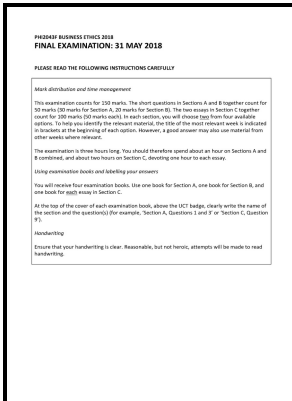 PHI2043F BUSINESS ETHICS 2018
FINAL EXAMINATION: 31 MAY 2018
PLEASE READ THE FOLLOWING INSTRUCTIONS CAREFULLY
Mark distribution and time management
This examination counts for 150 marks. The short questions in Sections A and B together count for
50 marks (30 marks for Section A, 20 marks for Section B). The two essays in Section C together
count for 100 marks (50 marks each). In each section, you will choose two from four available
options. To help you identify the relevant material, the title of the most relevant week is indicated
in brackets at the beginning of each option. However, a good answer may also use material from
other weeks where relevant.
The examination is three hours long. You should therefore spend about an hour on Sections A and
B combined, and about two hours on Section C, devoting one hour to each essay.
Using examination books and labelling your answers
You will receive four examination books. Use one book for Section A, one book for Section B, and
one book for each essay in Section C.
At the top of the cover of each examination book, above the UCT badge, clearly write the name of
the section and the question(s) (for example, 'Section A, Questions 1 and 3' or 'Section C, Question
9').
Handwriting
Ensure that your handwriting is clear. Reasonable, but not heroic, attempts will be made to read
handwriting.